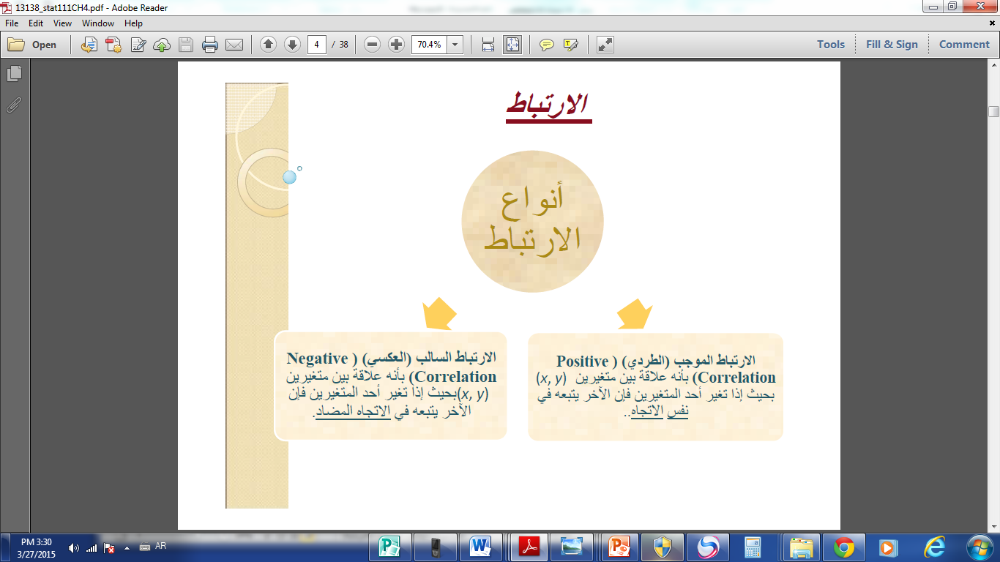 13138_stat111CH4.pdf - Adobe Reader
File Edit View Window Help
Open 4 / 38 70.4% Tools Fill & Sign Comment
الارتباط
أنواع
الارتباط
الارتباط الموجب (الطردي) ( Positive
Correlation) بأنه علاقة بين متغيرين (x, y)
بحيث إذا تغير أحد المتغيرين فإن الآخر يتبعه في
نفس الاتجاه..
الارتباط السالب (العكسي) ( Negative
Correlation) بأنه علاقة بين متغيرين
(x, y)بحيث إذا تغير أحد المتغيرين فإن
الآخر يتبعه في الاتجاه المضاد.
PM 3:30
3/27/2015
AR